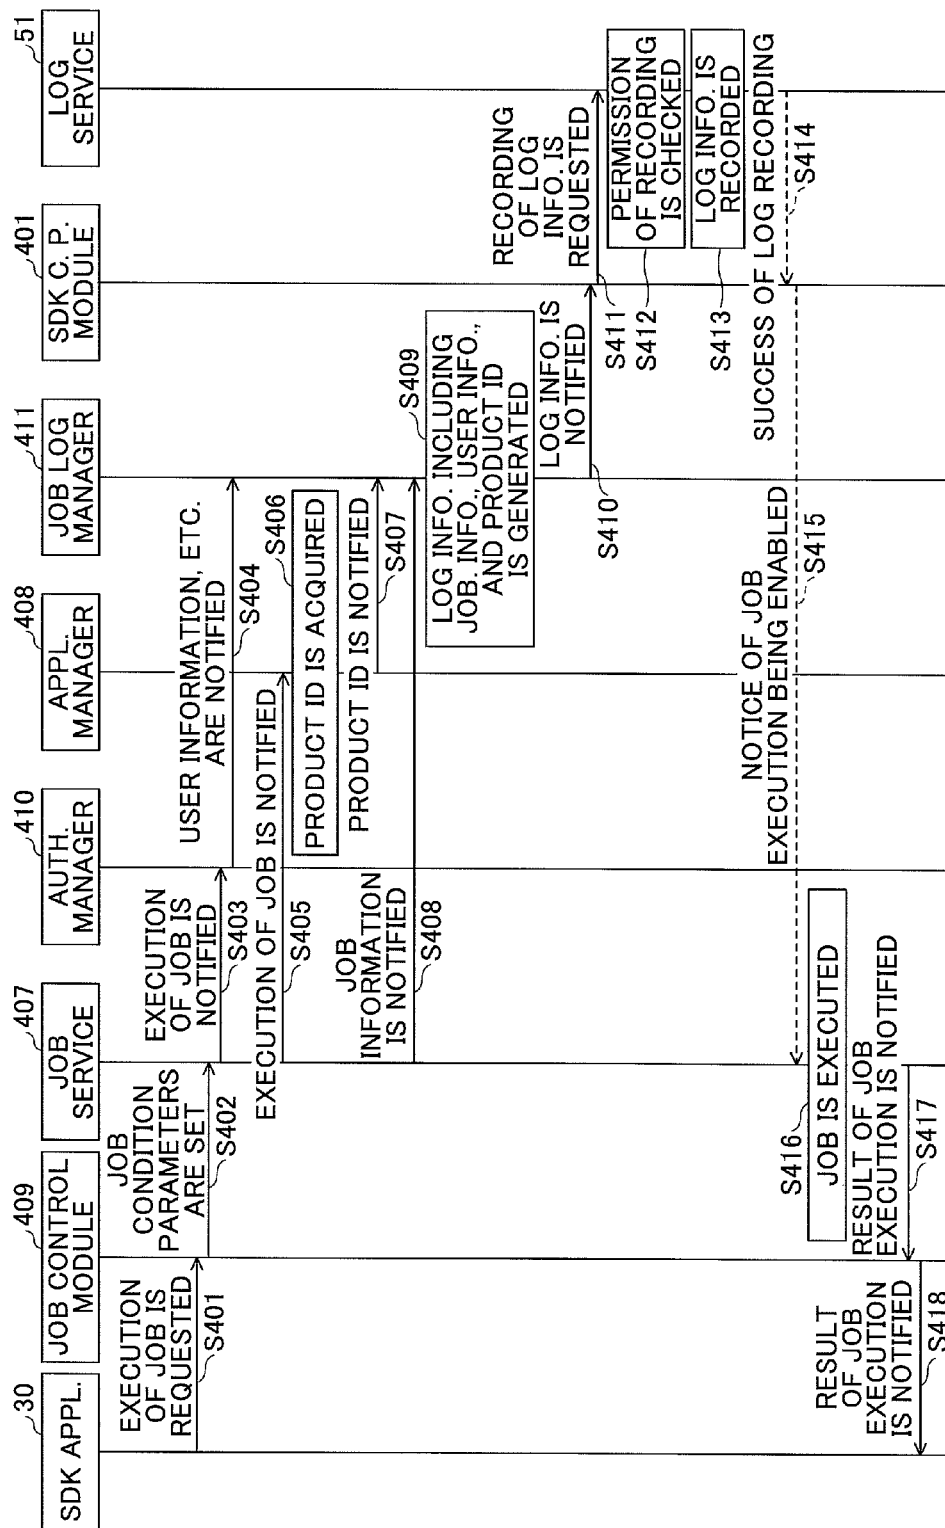 30
SDK APPL.
409
JOB CONTROL
MODULE
407
JOB
SERVICE
410
AUTH.
MANAGER
408
APPL.
MANAGER
411
JOB LOG
MANAGER
401
SDK C. P.
MODULE
51
LOG
SERVICE
EXECUTION
OF JOB IS
REQUESTED
S401
JOB
CONDITION
PARAMETERS
ARE SET
S402
EXECUTION
OF JOB IS
NOTIFIED
S403
USER INFORMATION, ETC.
ARE NOTIFIED
S404
EXECUTION OF JOB IS NOTIFIED
S405
S406
PRODUCT ID IS ACQUIRED
PRODUCT ID IS NOTIFIED
S407
JOB
INFORMATION
IS NOTIFIED
S408
S409
LOG INFO. INCLUDING
JOB. INFO., USER INFO.,
AND PRODUCT ID
IS GENERATED
LOG INFO. IS
NOTIFIED
S410
RECORDING
OF LOG
INFO. IS
REQUESTED
S411
S412
PERMISSION
OF RECORDING
IS CHECKED
S413
LOG INFO. IS
RECORDED
SUCCESS OF LOG RECORDING
S414
NOTICE OF JOB
EXECUTION BEING ENABLED
S415
S416
JOB IS EXECUTED
RESULT OF JOB
EXECUTION IS NOTIFIED
S417
RESULT
OF JOB
EXECUTION
IS NOTIFIED
S418